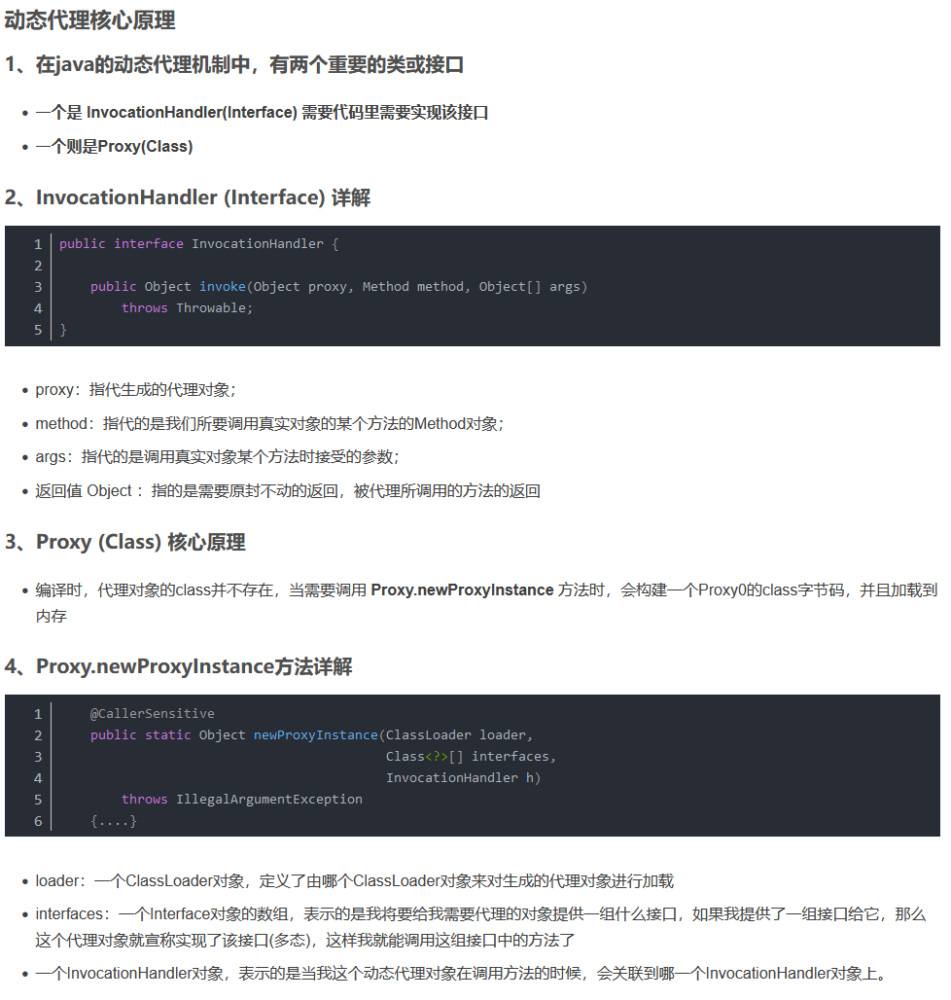 动态代理核心原理
1、在java的动态代理机制中，有两个重要的类或接口
• 一个是 InvocationHandler(Interface) 需要代码里需要实现该接口
• 一个则是Proxy(Class)
2、InvocationHandler (Interface) 详解
1 public interface InvocationHandler {
2
3     public Object invoke(Object proxy, Method method, Object[] args)
4         throws Throwable;
5 }
• proxy：指代生成的代理对象；
• method：指代的是我们所要调用真实对象的某个方法的Method对象；
• args：指代的是调用真实对象某个方法时接受的参数；
• 返回值 Object ：指的是需要原封不动的返回，被代理所调用的方法的返回
3、Proxy (Class) 核心原理
• 编译时，代理对象的class并不存在，当需要调用 Proxy.newProxyInstance 方法时，会构建一个Proxy0的class字节码，并且加载到
内存
4、Proxy.newProxyInstance方法详解
1     @CallerSensitive
2     public static Object newProxyInstance(ClassLoader loader,
3                                           Class<?>[] interfaces,
4                                           InvocationHandler h)
5         throws IllegalArgumentException
6     {....}
• loader：一个ClassLoader对象，定义了由哪个ClassLoader对象来对生成的代理对象进行加载
• interfaces：一个Interface对象的数组，表示的是我将要给我需要代理的对象提供一组什么接口，如果我提供了一组接口给它，那么
这个代理对象就宣称实现了该接口(多态)，这样我就能调用这组接口中的方法了
• 一个InvocationHandler对象，表示的是当我这个动态代理对象在调用方法的时候，会关联到哪一个InvocationHandler对象上。